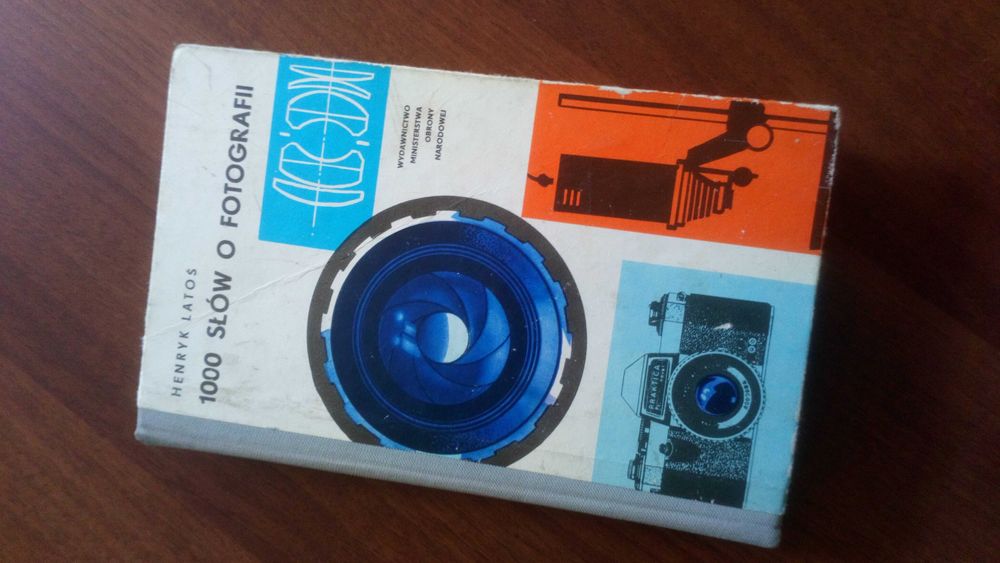 HENRYK LATOS
1000 SŁÓW O FOTOGRAFII
WYDAWNICTWO
MINISTERSTWA
OBRONY
NARODOWEJ
PRAKTICA